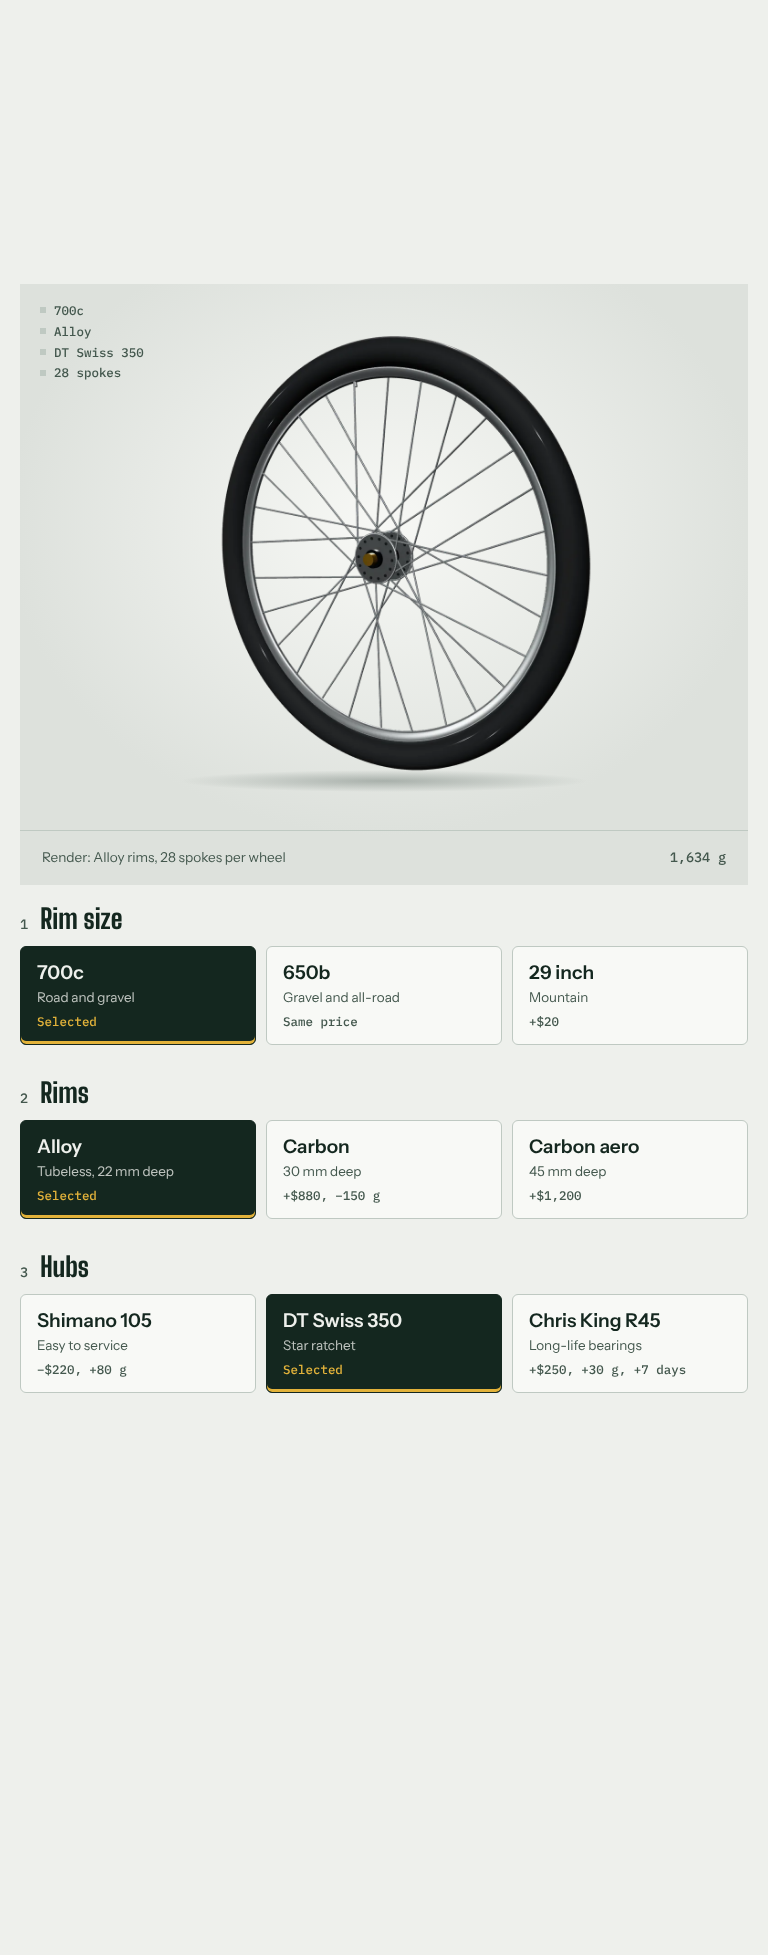 700c
Alloy
DT Swiss 350
28 spokes
Render: Alloy rims, 28 spokes per wheel
1,634 g
1 Rim size
700c
Road and gravel
Selected
650b
Gravel and all-road
Same price
29 inch
Mountain
+$20
2 Rims
Alloy
Tubeless, 22 mm deep
Selected
Carbon
30 mm deep
+$880, −150 g
Carbon aero
45 mm deep
+$1,200
3 Hubs
Shimano 105
Easy to service
−$220, +80 g
DT Swiss 350
Star ratchet
Selected
Chris King R45
Long-life bearings
+$250, +30 g, +7 days